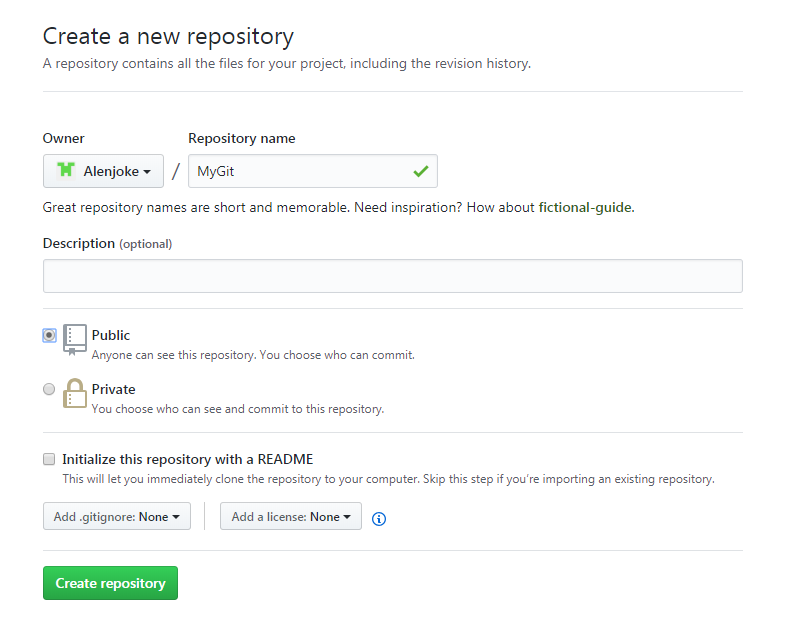 Create a new repository
A repository contains all the files for your project, including the revision history.
Owner Repository name
Alenjoke / MyGit
Great repository names are short and memorable. Need inspiration? How about fictional-guide.
Description (optional)
Public
Anyone can see this repository. You choose who can commit.
Private
You choose who can see and commit to this repository.
Initialize this repository with a README
This will let you immediately clone the repository to your computer. Skip this step if you’re importing an existing repository.
Add .gitignore: None Add a license: None
Create repository